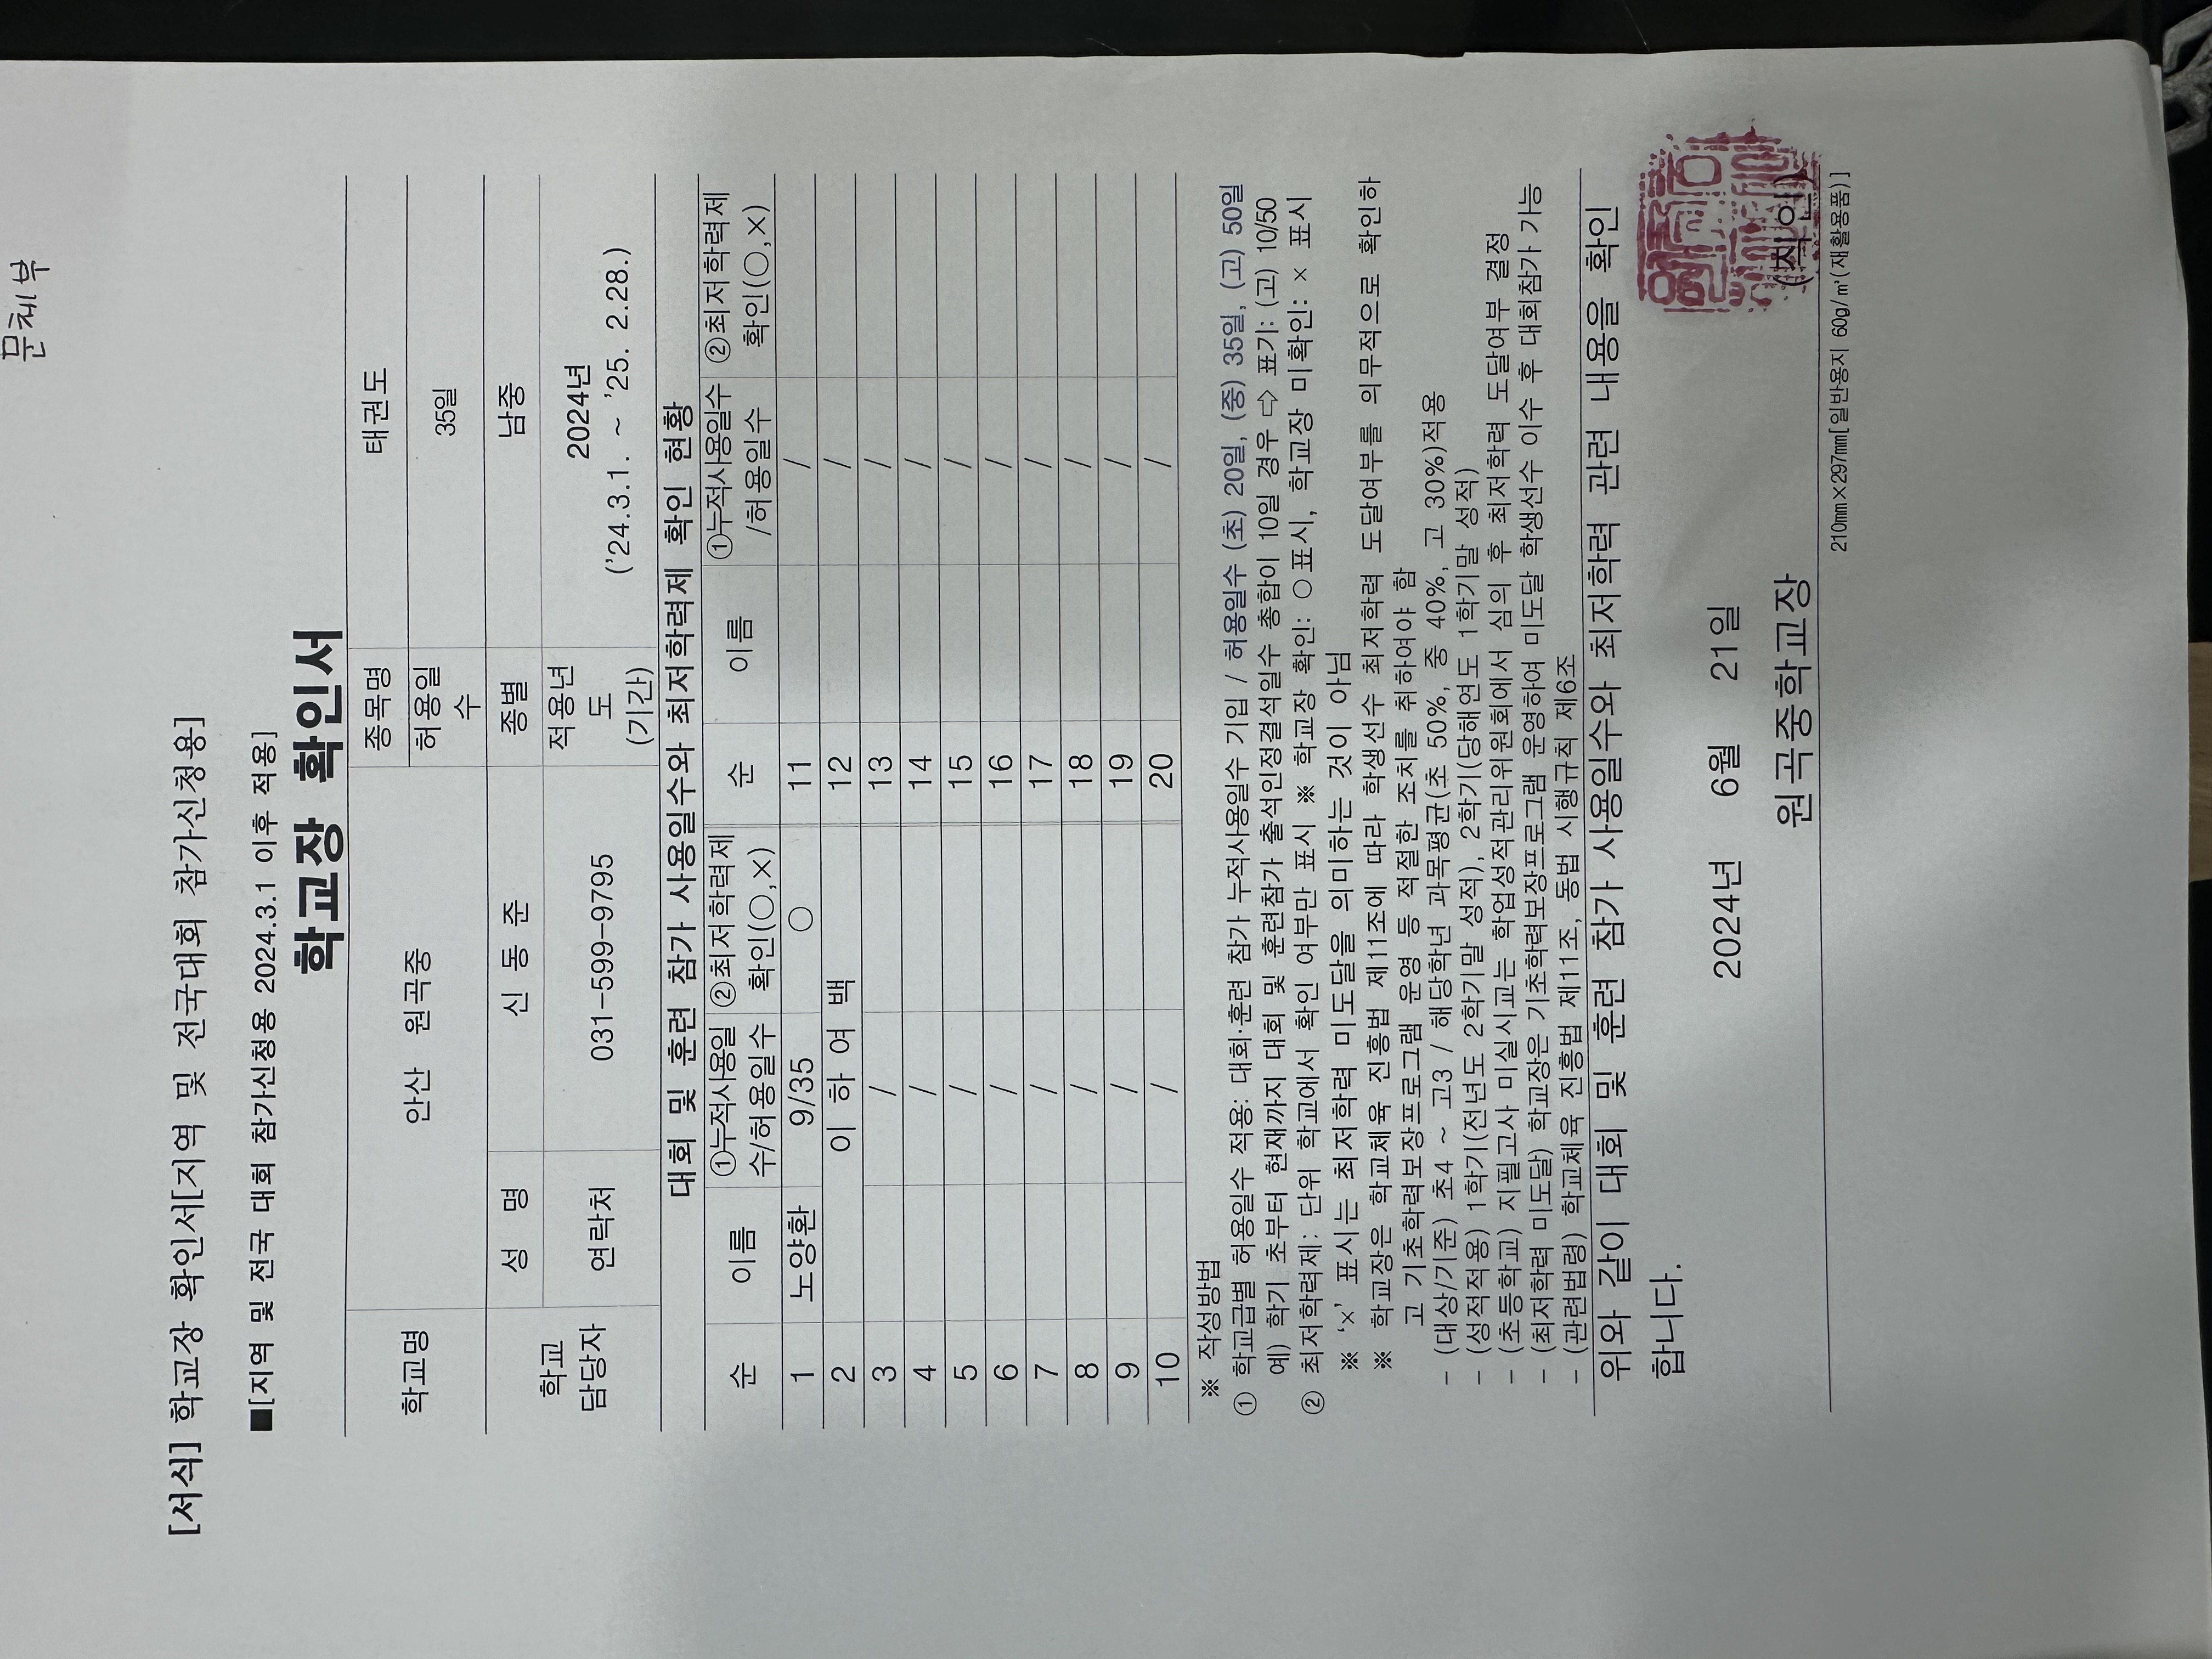 문체부
[서식] 학교장 확인서[지역 및 전국대회 참가신청용]
■[지역 및 전국 대회 참가신청용 2024.3.1 이후 적용]
학교장 확인서
학교명 안산 원곡중 종목명 태권도
허용일수 35일
학교 담당자 성 명 신 동 준 종별 남중
연락처 031-599-9795 적용년도 (기간) 2024년 ('24.3.1. ~ '25. 2.28.)
대회 및 훈련 참가 사용일수와 최저학력제 확인 현황
순 이름 ①누적사용일수/허용일수 ②최저학력제 확인(○,×) 순 이름 ①누적사용일수/허용일수 ②최저학력제 확인(○,×)
1 노양환 9/35 ○ 11 /
2 이 하 여 백 12 /
3 / 13 /
4 / 14 /
5 / 15 /
6 / 16 /
7 / 17 /
8 / 18 /
9 / 19 /
10 / 20 /
※ 작성방법
① 학교급별 허용일수 적용: 대회·훈련 참가 누적사용일수 기입 / 허용일수 (초) 20일, (중) 35일, (고) 50일
예) 학기 초부터 현재까지 대회 및 훈련참가 출석인정결석일수 총합이 10일 경우 ⇨ 표기: (고) 10/50
② 최저학력제: 단위 학교에서 확인 여부만 표시 ※ 학교장 확인: ○표시, 학교장 미확인: × 표시
※ '×' 표시는 최저학력 미도달을 의미하는 것이 아님
※ 학교장은 학교체육 진흥법 제11조에 따라 학생선수 최저학력 도달여부를 의무적으로 확인하
고 기초학력보장프로그램 운영 등 적절한 조치를 취하여야 함
- (대상/기준) 초4 ~ 고3 / 해당학년 과목평균(초 50%, 중 40%, 고 30%)적용
- (성적적용) 1학기(전년도 2학기말 성적), 2학기(당해연도 1학기말 성적)
- (초등학교) 지필고사 미실시교는 학업성적관리위원회에서 심의 후 최저학력 도달여부 결정
- (최저학력 미도달) 학교장은 기초학력보장프로그램 운영하여 미도달 학생선수 이수 후 대회참가 가능
- (관련법령) 학교체육 진흥법 제11조, 동법 시행규칙 제6조
위와 같이 대회 및 훈련 참가 사용일수와 최저학력 관련 내용을 확인
합니다.
2024년 6월 21일
원곡중학교장 (직인)
210mm×297mm[일반용지 60g/㎡(재활용품)]